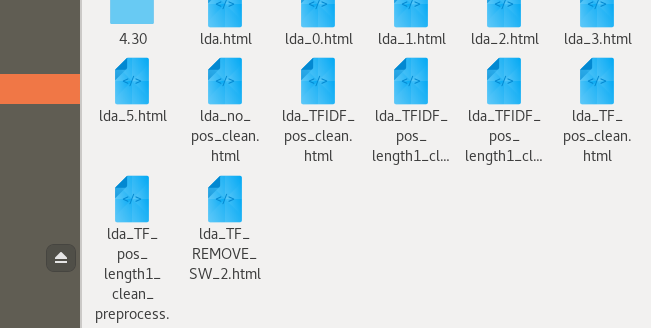 4.30
lda.html
lda_0.html
lda_1.html
lda_2.html
lda_3.html
lda_5.html
lda_no_
pos_clean.
html
lda_TFIDF_
pos_clean.
html
lda_TFIDF_
pos_
length1_cl...
lda_TFIDF_
pos_
length1_cl...
lda_TF_
pos_clean.
html
lda_TF_
pos_
length1_
clean_
preprocess.
lda_TF_
REMOVE_
SW_2.html